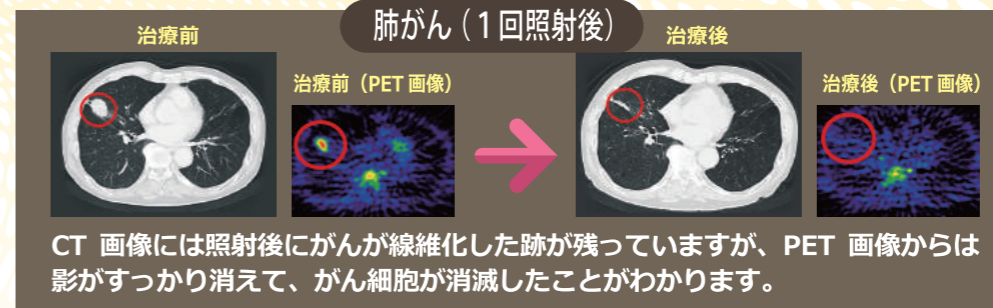 肺がん（１回照射後）
治療前
治療前（PET 画像）
治療後
治療後（PET 画像）
CT 画像には照射後にがんが線維化した跡が残っていますが、PET 画像からは
影がすっかり消えて、がん細胞が消滅したことがわかります。